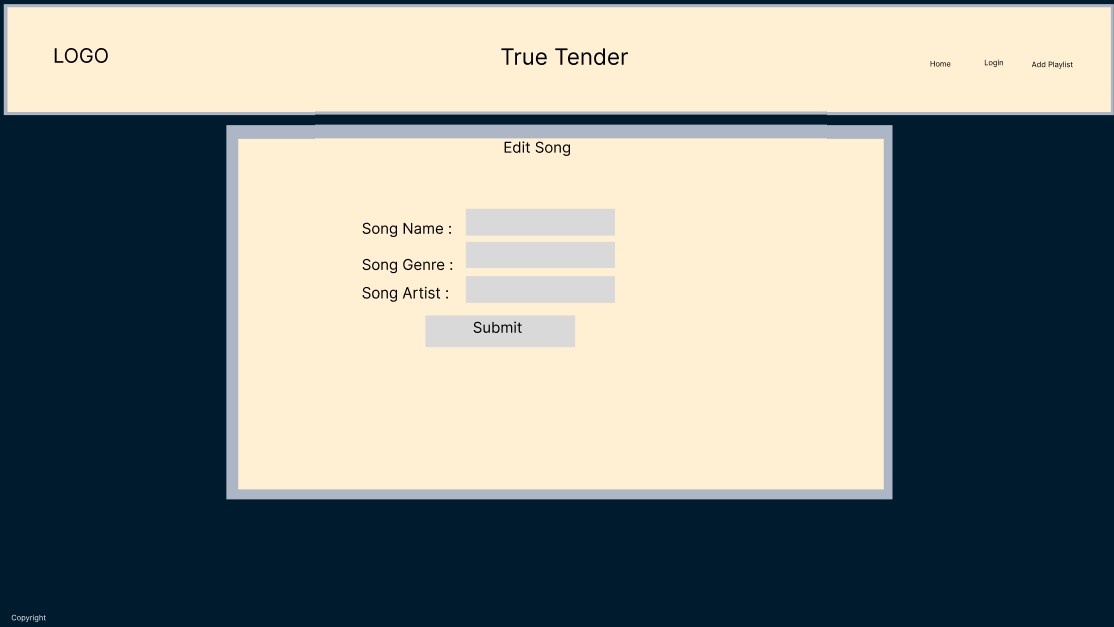 LOGO
True Tender
Home
LogIn
Add Playlist
Edit Song
Song Name :
Song Genre :
Song Artist :
Submit
Copyright